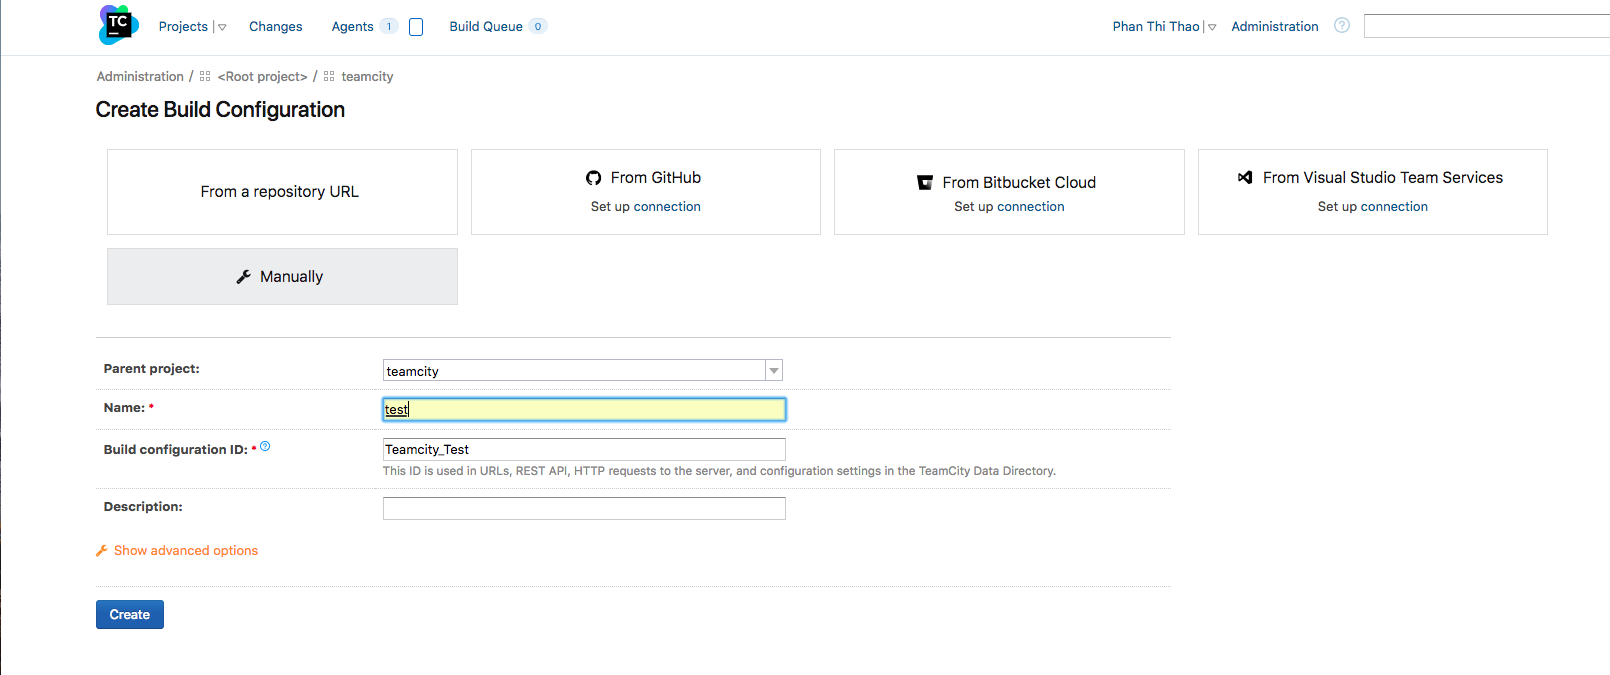 TC Projects Changes Agents 1 Build Queue 0 Phan Thi Thao Administration ?
Administration / <Root project> / teamcity
Create Build Configuration
From a repository URL
From GitHub
Set up connection
From Bitbucket Cloud
Set up connection
From Visual Studio Team Services
Set up connection
Manually
Parent project: teamcity
Name: * test
Build configuration ID: * ? Teamcity_Test
This ID is used in URLs, REST API, HTTP requests to the server, and configuration settings in the TeamCity Data Directory.
Description:
Show advanced options
Create